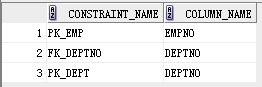 CONSTRAINT_NAME COLUMN_NAME
1 PK_EMP EMPNO
2 FK_DEPTNO DEPTNO
3 PK_DEPT DEPTNO